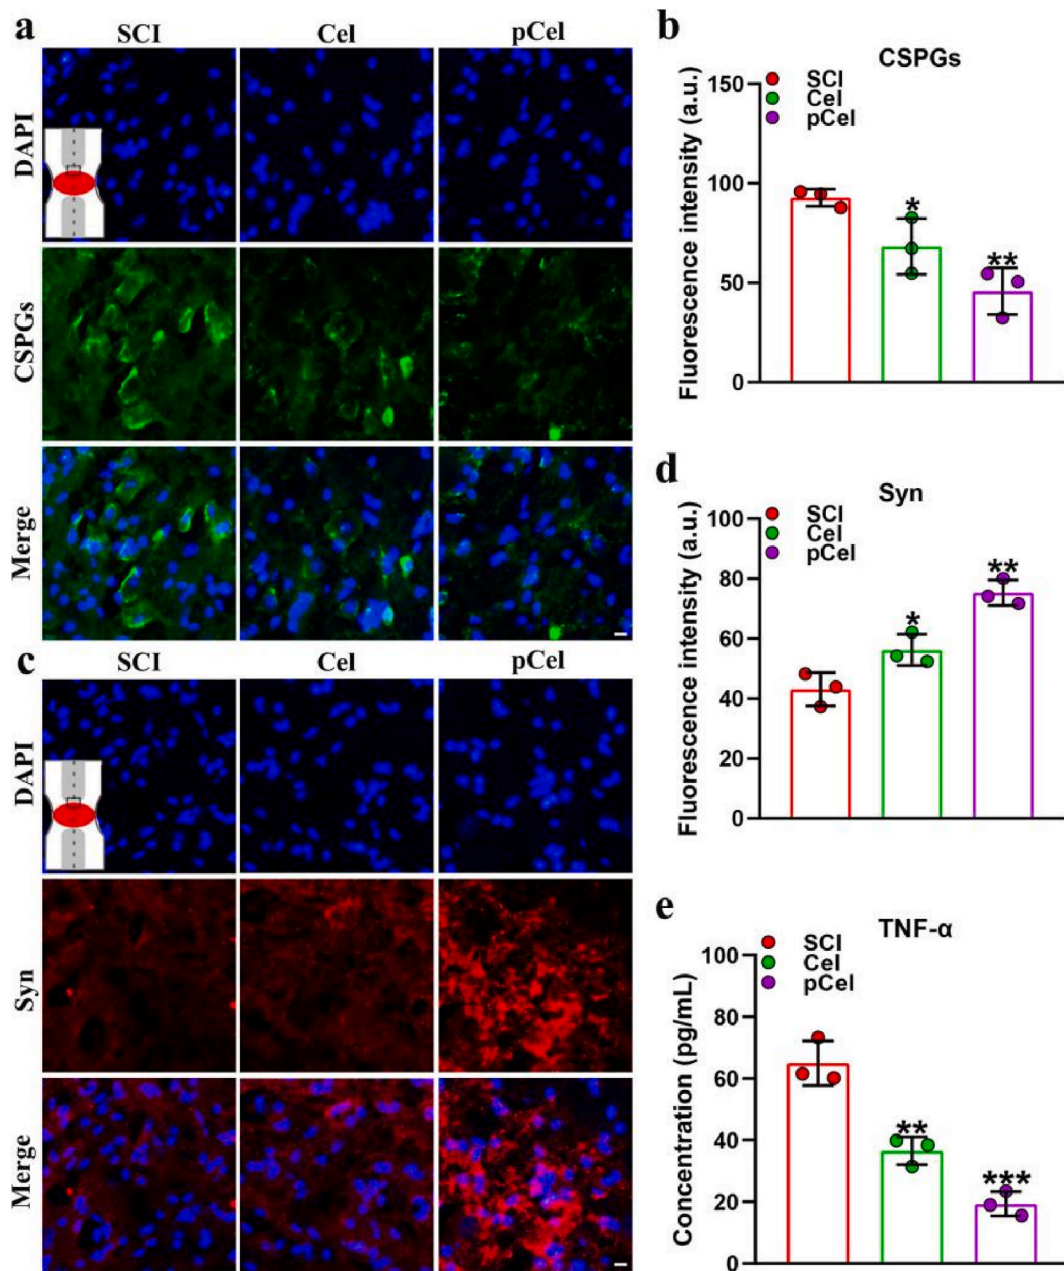 a
SCI Cel pCel
DAPI
CSPGs
Merge
b
CSPGs
SCI
Cel
pCel
Fluorescence intensity (a.u.)
150
100
50
0
*
**
c
SCI Cel pCel
DAPI
Syn
Merge
d
Syn
SCI
Cel
pCel
Fluorescence intensity (a.u.)
100
80
60
40
20
0
*
**
e
TNF-α
SCI
Cel
pCel
Concentration (pg/mL)
100
80
60
40
20
0
**
***